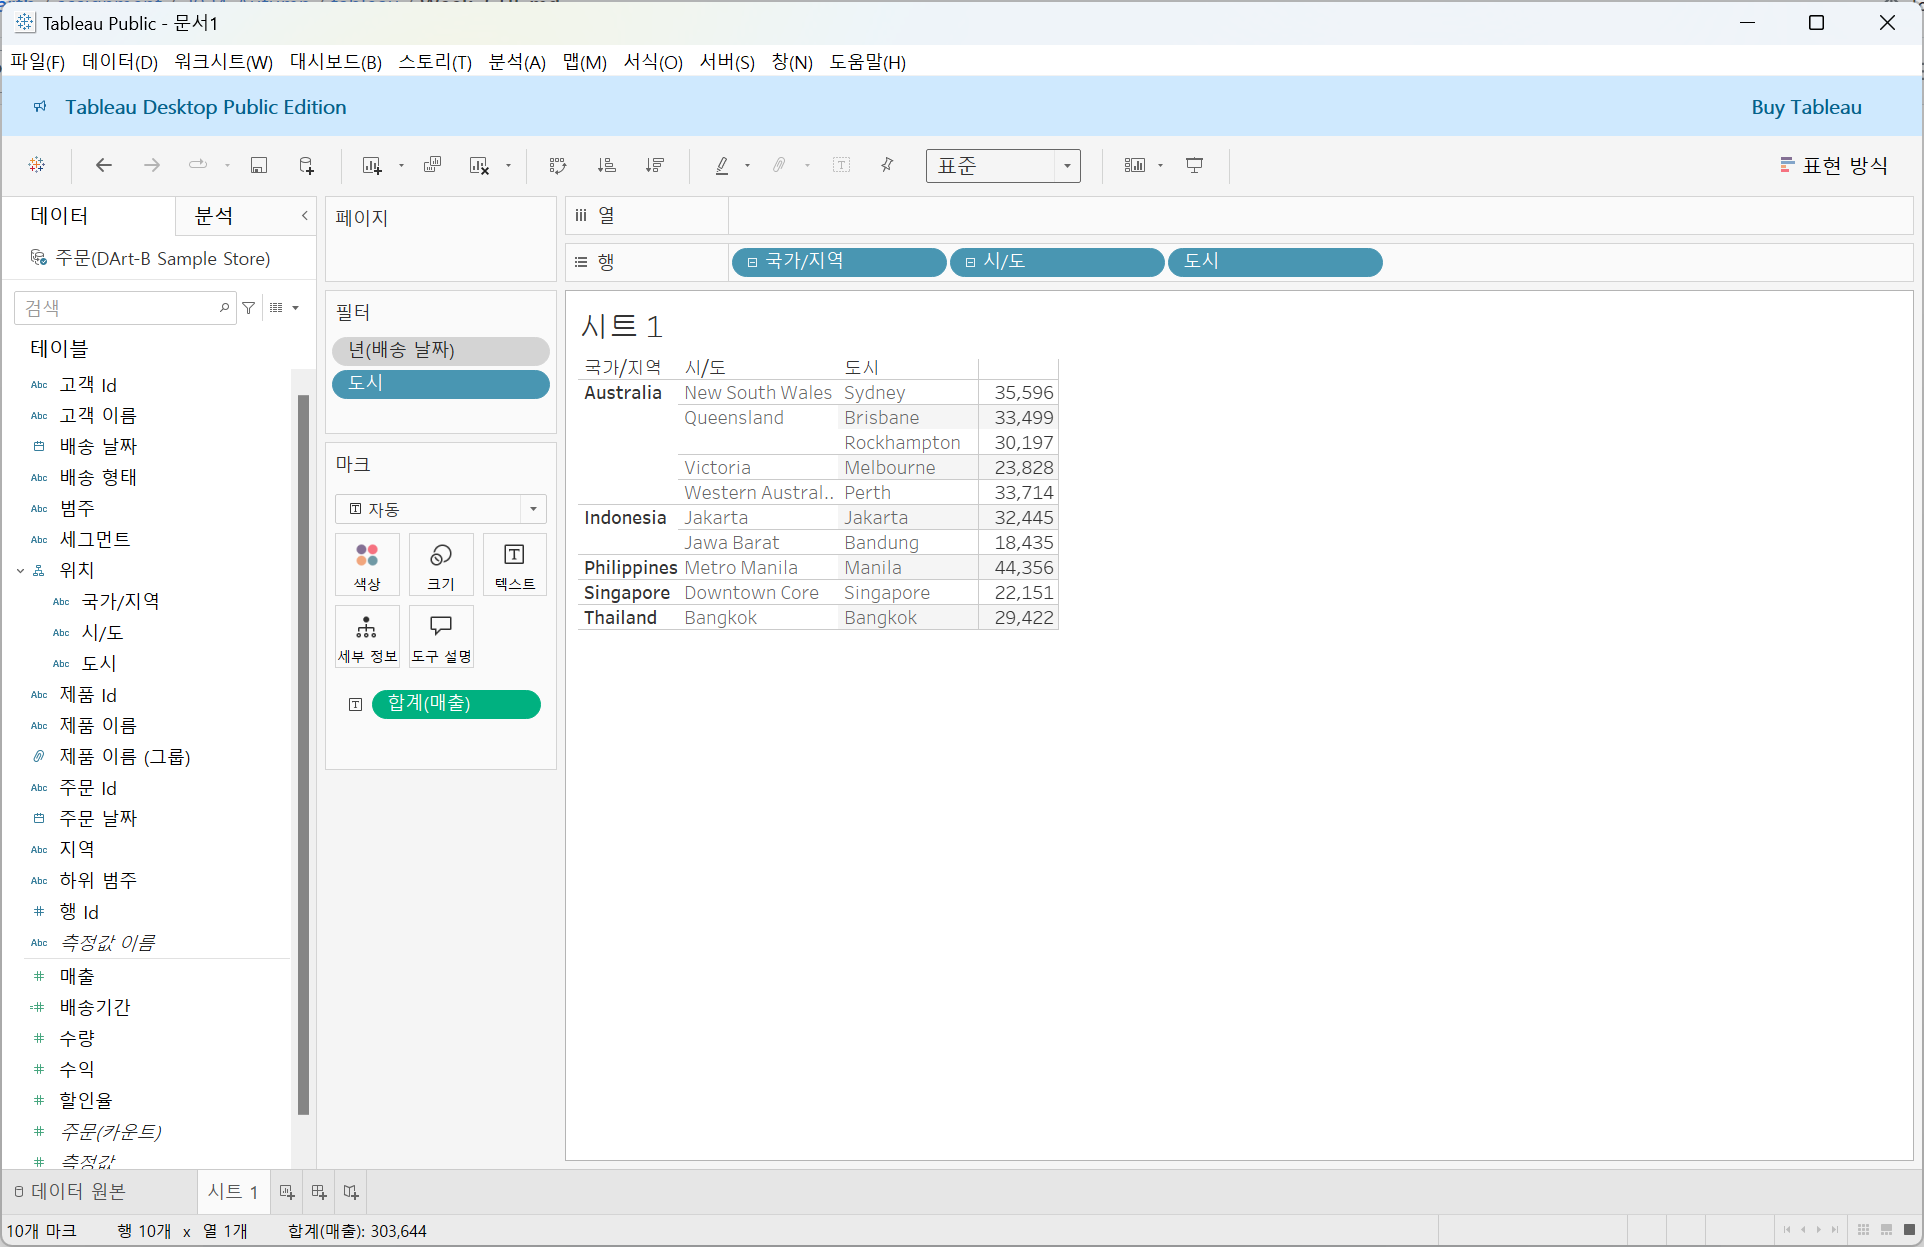 Tableau Public - 문서1
파일(F) 데이터(D) 워크시트(W) 대시보드(B) 스토리(T) 분석(A) 맵(M) 서식(O) 서버(S) 창(N) 도움말(H)
Tableau Desktop Public Edition
Buy Tableau
표준
표현 방식
데이터
분석
주문(DArt-B Sample Store)
검색
테이블
Abc 고객 Id
Abc 고객 이름
배송 날짜
Abc 배송 형태
Abc 범주
Abc 세그먼트
위치
Abc 국가/지역
Abc 시/도
Abc 도시
Abc 제품 Id
Abc 제품 이름
제품 이름 (그룹)
Abc 주문 Id
주문 날짜
Abc 지역
Abc 하위 범주
# 행 Id
Abc 측정값 이름
# 매출
=# 배송기간
# 수량
# 수익
# 할인율
# 주문(카운트)
# 측정값
페이지
필터
년(배송 날짜)
도시
마크
자동
색상
크기
텍스트
세부 정보
도구 설명
합계(매출)
열
행
국가/지역
시/도
도시
시트 1
국가/지역 시/도 도시
Australia New South Wales Sydney 35,596
Queensland Brisbane 33,499
Rockhampton 30,197
Victoria Melbourne 23,828
Western Austral.. Perth 33,714
Indonesia Jakarta Jakarta 32,445
Jawa Barat Bandung 18,435
Philippines Metro Manila Manila 44,356
Singapore Downtown Core Singapore 22,151
Thailand Bangkok Bangkok 29,422
데이터 원본
시트 1
10개 마크 행 10개 x 열 1개 합계(매출): 303,644